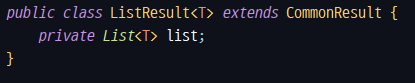 public class ListResult<T> extends CommonResult {
    private List<T> list;
}